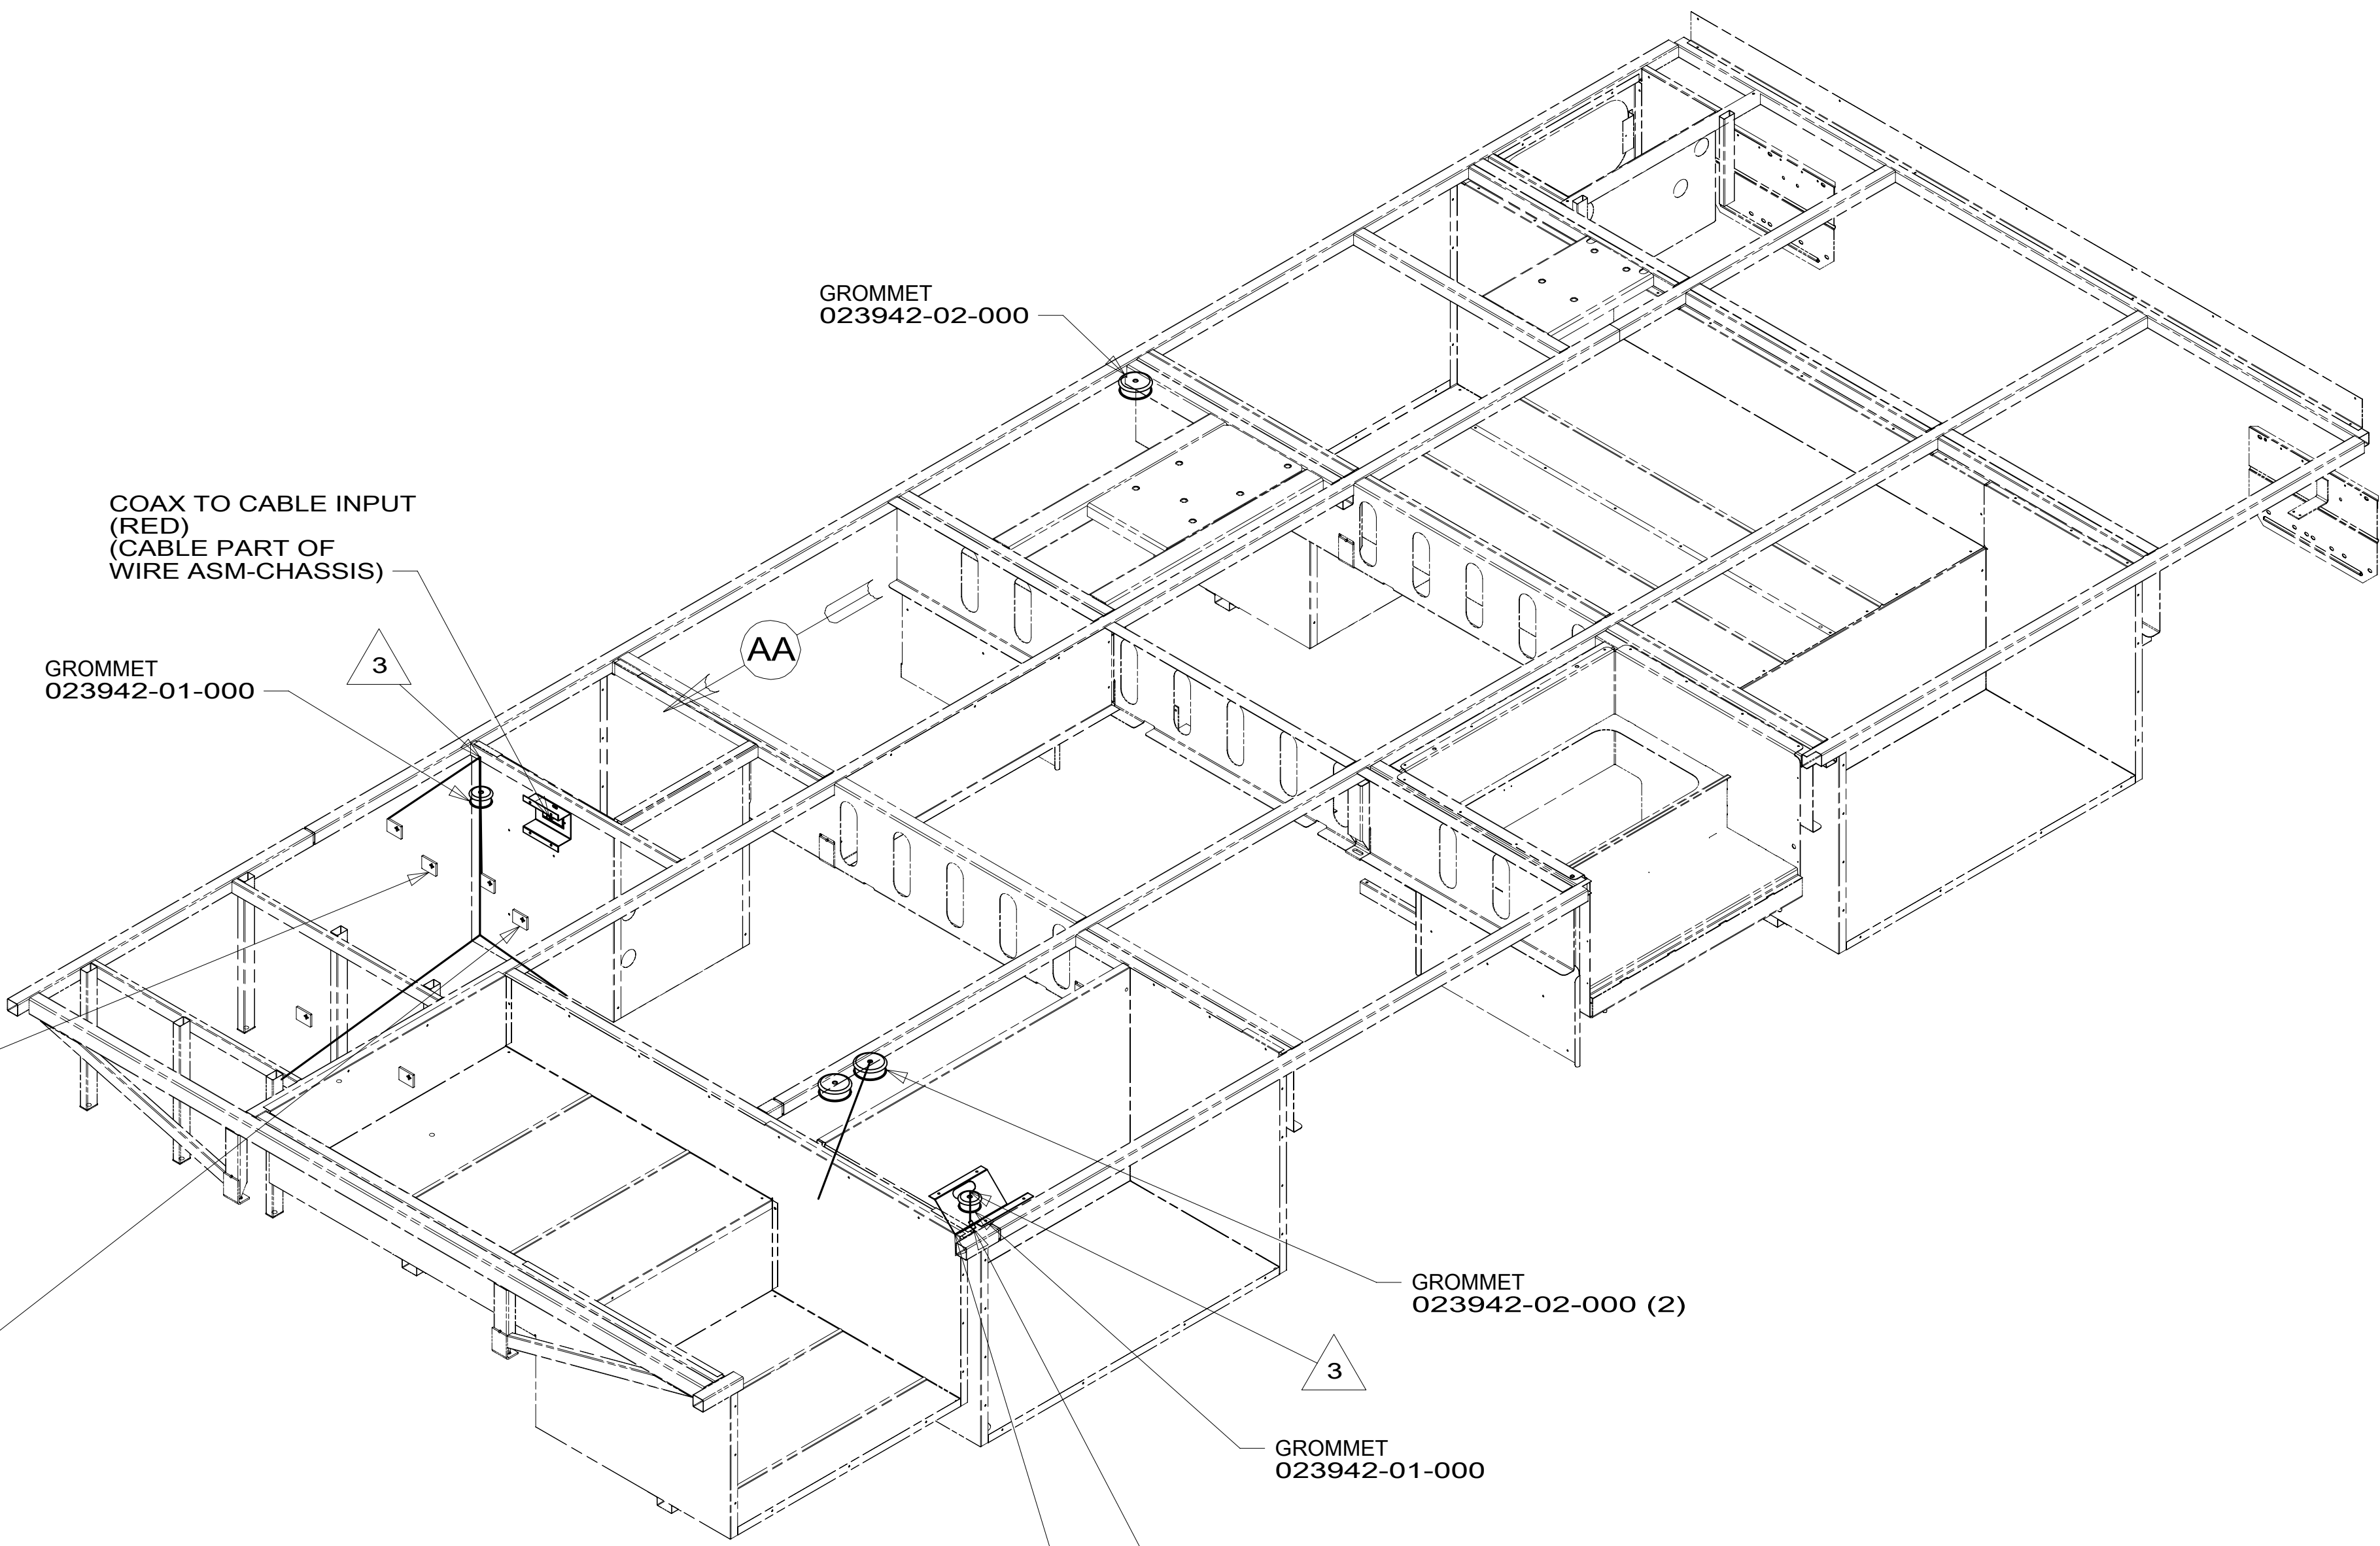 GROMMET
023942-02-000
COAX TO CABLE INPUT
(RED)
(CABLE PART OF
WIRE ASM-CHASSIS)
AA
3
GROMMET
023942-01-000
GROMMET
023942-02-000 (2)
3
GROMMET
023942-01-000